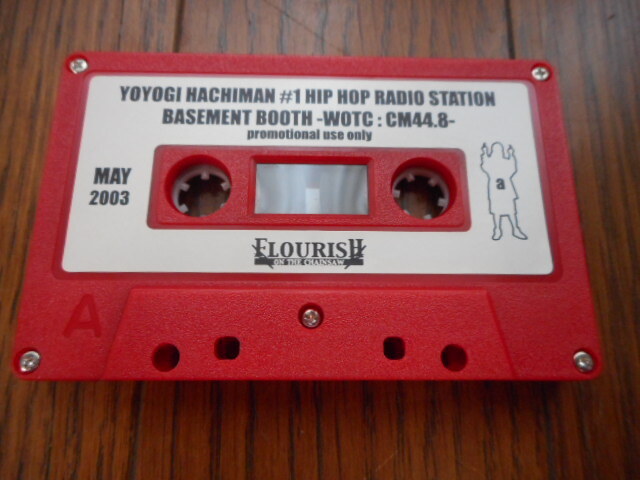 YOYOGI HACHIMAN #1 HIP HOP RADIO STATION
BASEMENT BOOTH -WOTC : CM44.8-
promotional use only
MAY
2003
a
FLOURISH
ON THE CHAINSAW
A